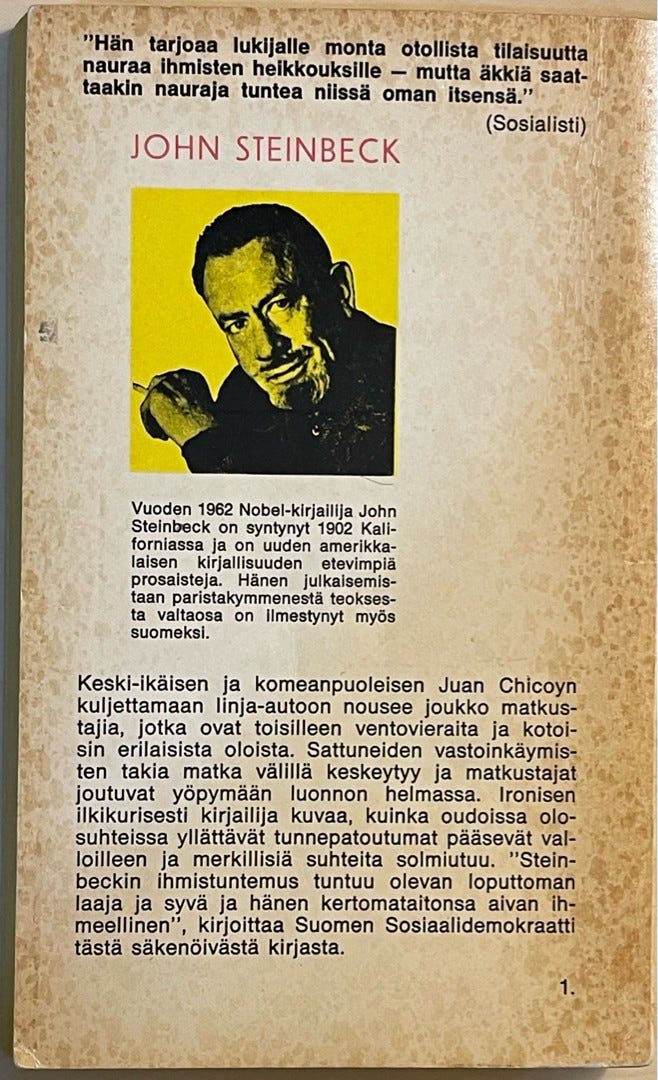 "Hän tarjoaa lukijalle monta otollista tilaisuutta
nauraa ihmisten heikkouksille — mutta äkkiä saat-
taakin nauraja tuntea niissä oman itsensä."
(Sosialisti)
JOHN STEINBECK
Vuoden 1962 Nobel-kirjailija John
Steinbeck on syntynyt 1902 Kali-
forniassa ja on uuden amerikka-
laisen kirjallisuuden etevimpiä
prosaisteja. Hänen julkaisemis-
taan paristakymmenestä teokses-
ta valtaosa on ilmestynyt myös
suomeksi.
Keski-ikäisen ja komeanpuoleisen Juan Chicoyn
kuljettamaan linja-autoon nousee joukko matkus-
tajia, jotka ovat toisilleen ventovieraita ja kotoi-
sin erilaisista oloista. Sattuneiden vastoinkäymis-
ten takia matka välillä keskeytyy ja matkustajat
joutuvat yöpymään luonnon helmassa. Ironisen
ilkikurisesti kirjailija kuvaa, kuinka oudoissa olo-
suhteissa yllättävät tunnepatoutumat pääsevät val-
loilleen ja merkillisiä suhteita solmiutuu. "Stein-
beckin ihmistuntemus tuntuu olevan loputtoman
laaja ja syvä ja hänen kertomataitonsa aivan ih-
meellinen", kirjoittaa Suomen Sosiaalidemokraatti
tästä säkenöivästä kirjasta.
1.